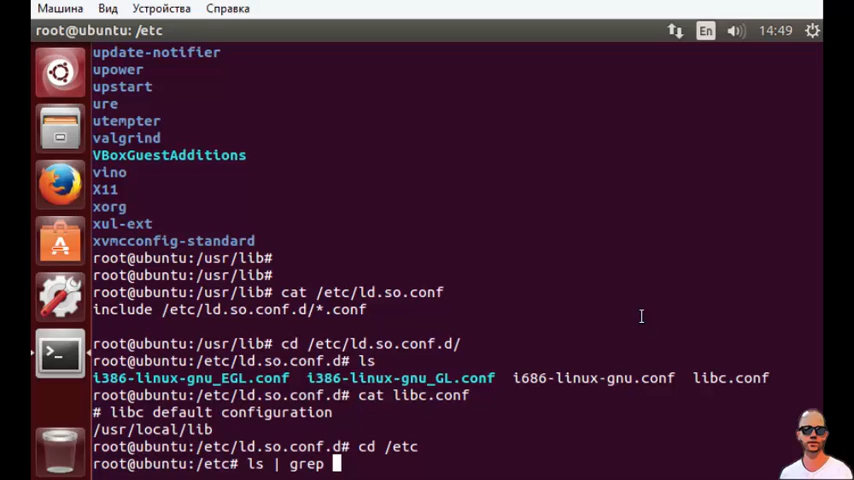 Машина Вид Устройства Справка
root@ubuntu: /etc En 14:49
update-notifier
upower
upstart
ure
utempter
valgrind
VBoxGuestAdditions
vino
X11
xorg
xul-ext
xvmcconfig-standard
root@ubuntu:/usr/lib#
root@ubuntu:/usr/lib#
root@ubuntu:/usr/lib# cat /etc/ld.so.conf
include /etc/ld.so.conf.d/*.conf
root@ubuntu:/usr/lib# cd /etc/ld.so.conf.d/
root@ubuntu:/etc/ld.so.conf.d# ls
i386-linux-gnu_EGL.conf i386-linux-gnu_GL.conf i686-linux-gnu.conf libc.conf
root@ubuntu:/etc/ld.so.conf.d# cat libc.conf
# libc default configuration
/usr/local/lib
root@ubuntu:/etc/ld.so.conf.d# cd /etc
root@ubuntu:/etc# ls | grep